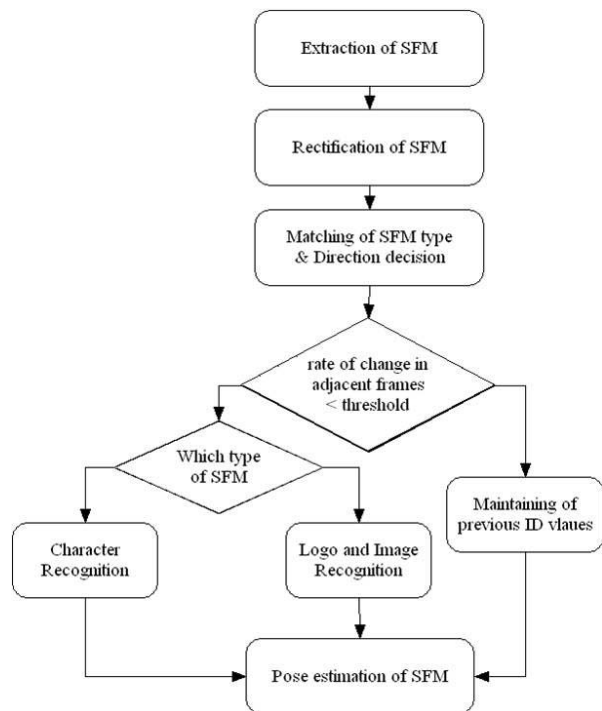 Extraction of SFM
Rectification of SFM
Matching of SFM type
& Direction decision
rate of change in
adjacent frames
< threshold
Which type
of SFM
Maintaining of
previous ID vlaues
Character
Recognition
Logo and Image
Recognition
Pose estimation of SFM